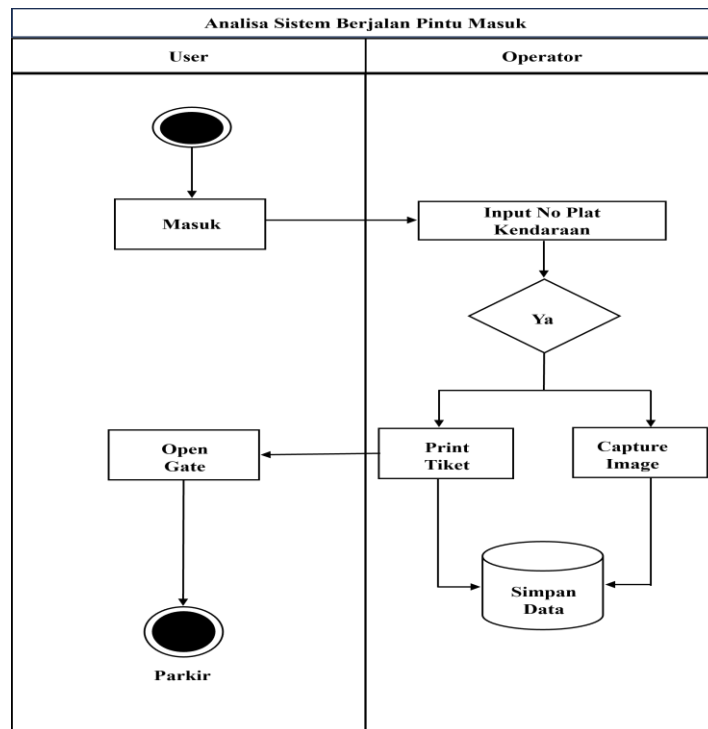 Analisa Sistem Berjalan Pintu Masuk
User
Operator
Masuk
Input No Plat
Kendaraan
Ya
Open
Gate
Print
Tiket
Capture
Image
Simpan
Data
Parkir